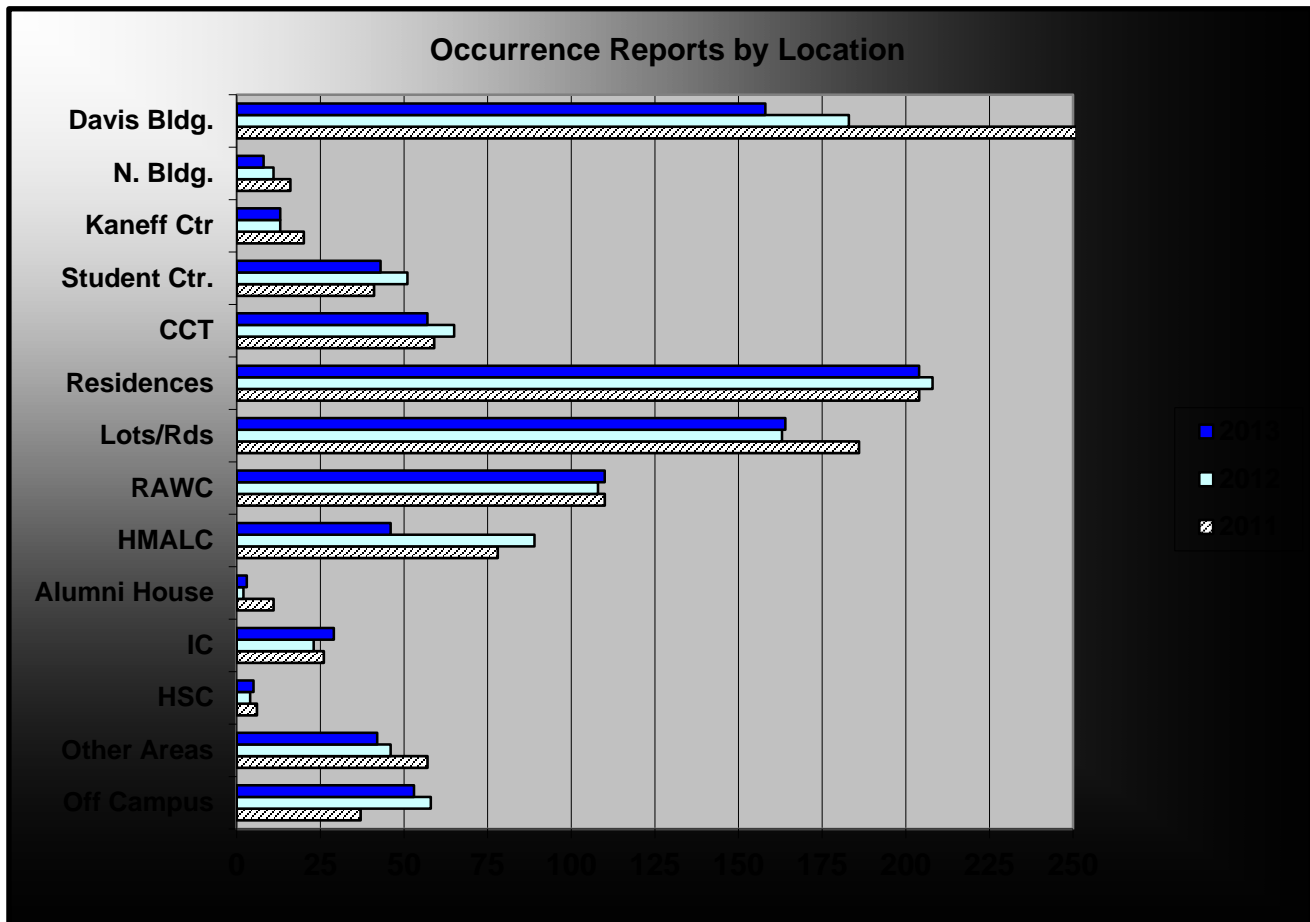 Occurrence Reports by Location
Davis Bldg.
N. Bldg.
Kaneff Ctr
Student Ctr.
CCT
Residences
Lots/Rds
RAWC
HMALC
Alumni House
IC
HSC
Other Areas
Off Campus
0 25 50 75 100 125 150 175 200 225 250
2013
2012
2011